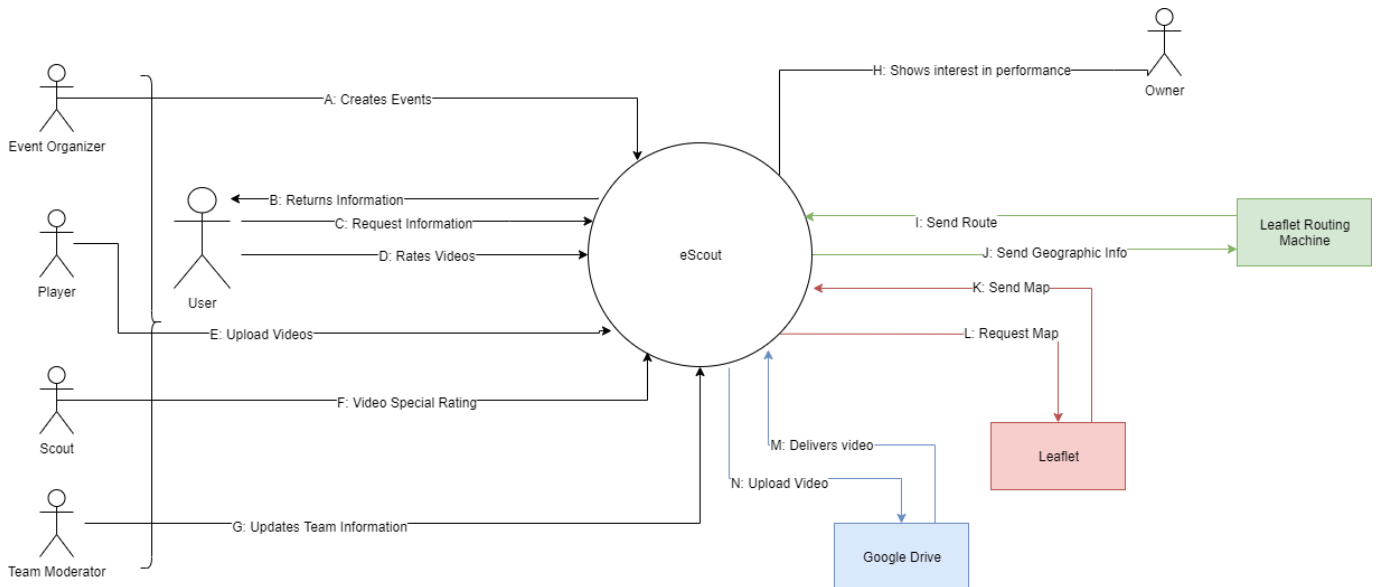 H: Shows interest in performance
Owner
A: Creates Events
Event Organizer
B: Returns Information
C: Request Information
I: Send Route
Leaflet Routing
Machine
D: Rates Videos
eScout
J: Send Geographic Info
Player
User
K: Send Map
E: Upload Videos
L: Request Map
F: Video Special Rating
Scout
M: Delivers video
Leaflet
N: Upload Video
G: Updates Team Information
Team Moderator
Google Drive